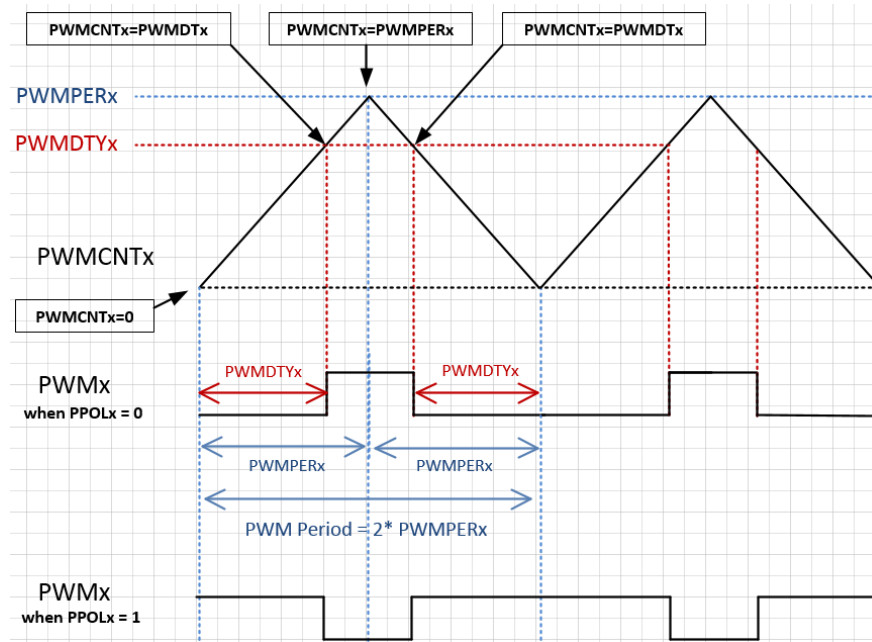 PWMCNTx=PWMDTx
PWMCNTx=PWMPERx
PWMCNTx=PWMDTx
PWMPERx
PWMDTYx
PWMCNTx
PWMCNTx=0
PWMx
when PPOLx = 0
PWMDTYx
PWMDTYx
PWMPERx
PWMPERx
PWM Period = 2* PWMPERx
PWMx
when PPOLx = 1